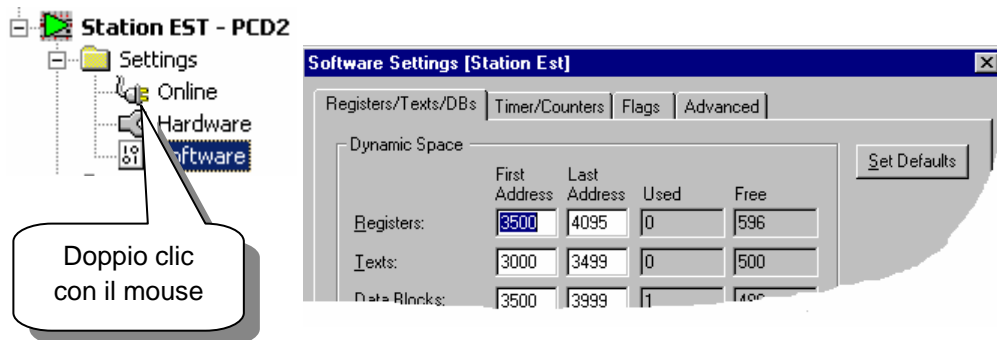 Station EST - PCD2
Settings
Online
Hardware
Software
Doppio clic
con il mouse
Software Settings [Station Est]
Registers/Texts/DBs Timer/Counters Flags Advanced
Dynamic Space
Set Defaults
First Last
Address Address Used Free
Registers: 3500 4095 0 596
Texts: 3000 3499 0 500
Data Blocks: 3500 3999 1